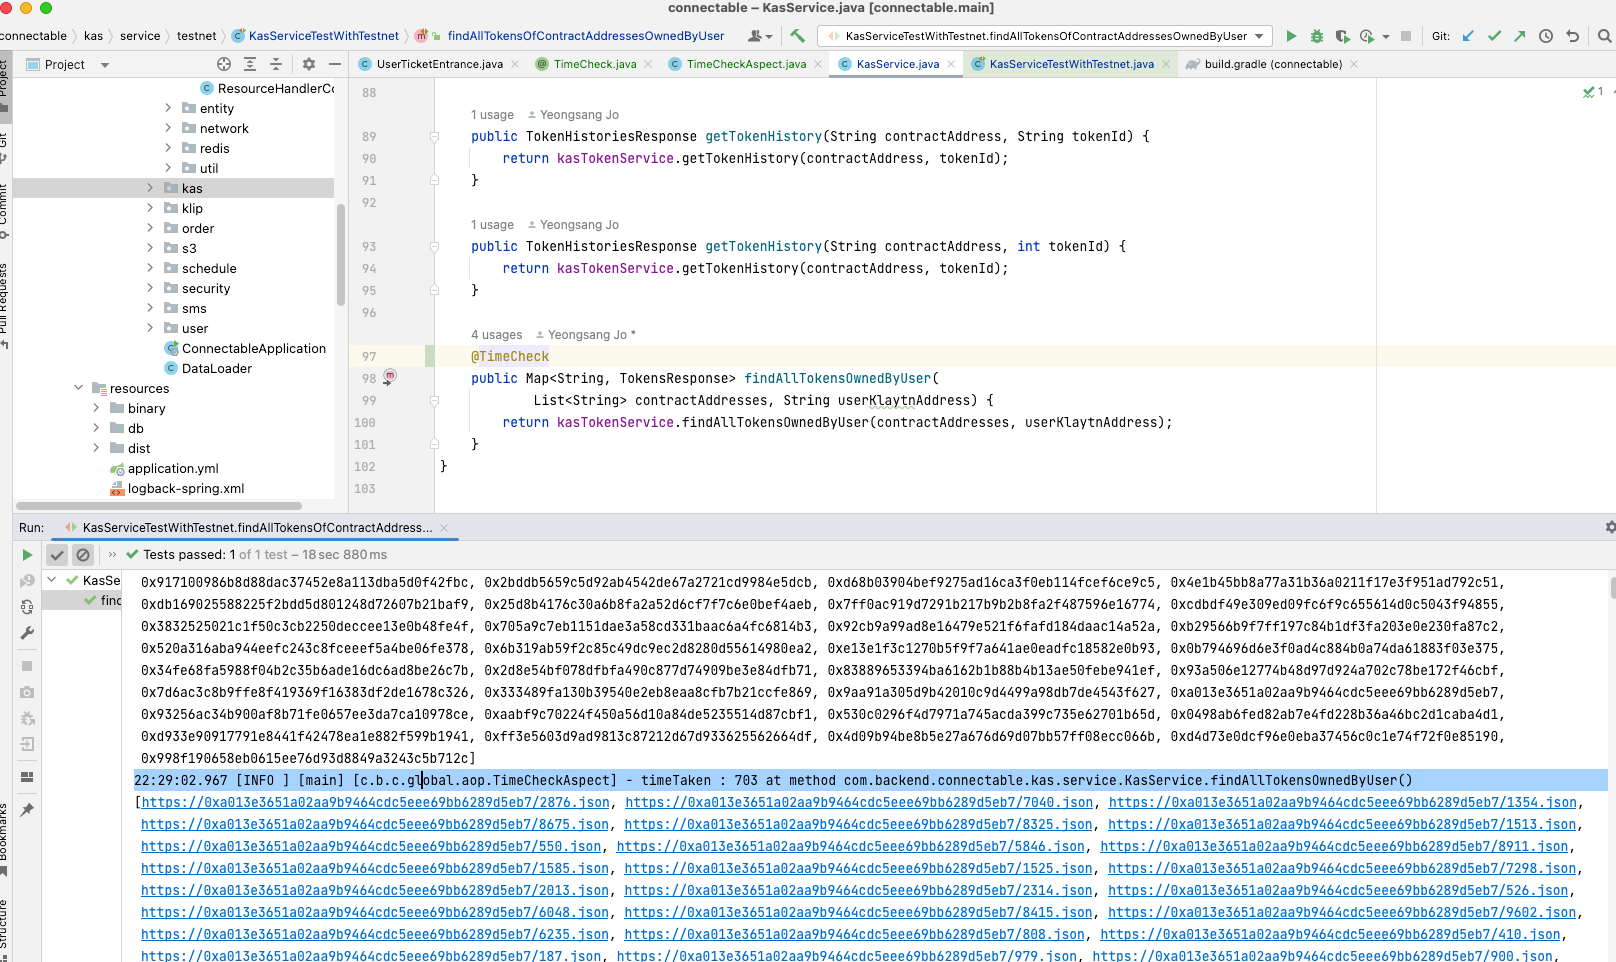 connectable – KasService.java [connectable.main]
connectable kas service testnet KasServiceTestWithTestnet findAllTokensOfContractAddressesOwnedByUser KasServiceTestWithTestnet.findAllTokensOfContractAddressesOwnedByUser Git:
Project UserTicketEntrance.java TimeCheck.java TimeCheckAspect.java KasService.java KasServiceTestWithTestnet.java build.gradle (connectable)
Project
Git
Commit
Pull Requests
Bookmarks
Structure
ResourceHandlerCo
entity
network
redis
util
kas
klip
order
s3
schedule
security
sms
user
ConnectableApplication
DataLoader
resources
binary
db
dist
application.yml
logback-spring.xml
1
88
1 usage Yeongsang Jo
89 public TokenHistoriesResponse getTokenHistory(String contractAddress, String tokenId) {
90 return kasTokenService.getTokenHistory(contractAddress, tokenId);
91 }
92
1 usage Yeongsang Jo
93 public TokenHistoriesResponse getTokenHistory(String contractAddress, int tokenId) {
94 return kasTokenService.getTokenHistory(contractAddress, tokenId);
95 }
96
4 usages Yeongsang Jo *
97 @TimeCheck
98 public Map<String, TokensResponse> findAllTokensOwnedByUser(
99 List<String> contractAddresses, String userKlaytnAddress) {
100 return kasTokenService.findAllTokensOwnedByUser(contractAddresses, userKlaytnAddress);
101 }
102 }
103
Run: KasServiceTestWithTestnet.findAllTokensOfContractAddress...
Tests passed: 1 of 1 test – 18 sec 880 ms
KasSe
find
0x917100986b8d88dac37452e8a113dba5d0f42fbc, 0x2bddb5659c5d92ab4542de67a2721cd9984e5dcb, 0xd68b03904bef9275ad16ca3f0eb114fcef6ce9c5, 0x4e1b45bb8a77a31b36a0211f17e3f951ad792c51,
0xdb169025588225f2bdd5d801248d72607b21baf9, 0x25d8b4176c30a6b8fa2a52d6cf7f7c6e0bef4aeb, 0x7ff0ac919d7291b217b9b2b8fa2f487596e16774, 0xcdbdf49e309ed09fc6f9c655614d0c5043f94855,
0x3832525021c1f50c3cb2250deccee13e0b48fe4f, 0x705a9c7eb1151dae3a58cd331baac6a4fc6814b3, 0x92cb9a99ad8e16479e521f6fafd184daac14a52a, 0xb29566b9f7ff197c84b1df3fa203e0e230fa87c2,
0x520a316aba944eefc243c8fceeef5a4be06fe378, 0x6b319ab59f2c85c49dc9ec2d8280d55614980ea2, 0xe13e1f3c1270b5f9f7a641ae0eadfc18582e0b93, 0x0b794696d6e3f0ad4c884b0a74da61883f03e375,
0x34fe68fa5988f04b2c35b6ade16dc6ad8be26c7b, 0x2d8e54bf078dfbfa490c877d74909be3e84dfb71, 0x83889653394ba6162b1b88b4b13ae50febe941ef, 0x93a506e12774b48d97d924a702c78be172f46cbf,
0x7d6ac3c8b9ffe8f419369f16383df2de1678c326, 0x333489fa130b39540e2eb8eaa8cfb7b21ccfe869, 0x9aa91a305d9b42010c9d4499a98db7de4543f627, 0xa013e3651a02aa9b9464cdc5eee69bb6289d5eb7,
0x93256ac34b900af8b71fe0657ee3da7ca10978ce, 0xaabf9c70224f450a56d10a84de5235514d87cbf1, 0x530c0296f4d7971a745acda399c735e62701b65d, 0x0498ab6fed82ab7e4fd228b36a46bc2d1caba4d1,
0xd933e90917791e8441f42478ea1e882f599b1941, 0xff3e5603d9ad9813c87212d67d933625562664df, 0x4d09b94be8b5e27a676d69d07bb57ff08ecc066b, 0xd4d73e0dcf96e0eba37456c0c1e74f72f0e85190,
0x998f190658eb0615ee76d93d8849a3243c5b712c]
22:29:02.967 [INFO ] [main] [c.b.c.global.aop.TimeCheckAspect] - timeTaken : 703 at method com.backend.connectable.kas.service.KasService.findAllTokensOwnedByUser()
[https://0xa013e3651a02aa9b9464cdc5eee69bb6289d5eb7/2876.json, https://0xa013e3651a02aa9b9464cdc5eee69bb6289d5eb7/7040.json, https://0xa013e3651a02aa9b9464cdc5eee69bb6289d5eb7/1354.json,
https://0xa013e3651a02aa9b9464cdc5eee69bb6289d5eb7/8675.json, https://0xa013e3651a02aa9b9464cdc5eee69bb6289d5eb7/8325.json, https://0xa013e3651a02aa9b9464cdc5eee69bb6289d5eb7/1513.json,
https://0xa013e3651a02aa9b9464cdc5eee69bb6289d5eb7/550.json, https://0xa013e3651a02aa9b9464cdc5eee69bb6289d5eb7/5846.json, https://0xa013e3651a02aa9b9464cdc5eee69bb6289d5eb7/8911.json,
https://0xa013e3651a02aa9b9464cdc5eee69bb6289d5eb7/1585.json, https://0xa013e3651a02aa9b9464cdc5eee69bb6289d5eb7/1525.json, https://0xa013e3651a02aa9b9464cdc5eee69bb6289d5eb7/7298.json,
https://0xa013e3651a02aa9b9464cdc5eee69bb6289d5eb7/2013.json, https://0xa013e3651a02aa9b9464cdc5eee69bb6289d5eb7/2314.json, https://0xa013e3651a02aa9b9464cdc5eee69bb6289d5eb7/526.json,
https://0xa013e3651a02aa9b9464cdc5eee69bb6289d5eb7/6048.json, https://0xa013e3651a02aa9b9464cdc5eee69bb6289d5eb7/8415.json, https://0xa013e3651a02aa9b9464cdc5eee69bb6289d5eb7/9602.json,
https://0xa013e3651a02aa9b9464cdc5eee69bb6289d5eb7/6235.json, https://0xa013e3651a02aa9b9464cdc5eee69bb6289d5eb7/808.json, https://0xa013e3651a02aa9b9464cdc5eee69bb6289d5eb7/410.json,
https://0xa013e3651a02aa9b9464cdc5eee69bb6289d5eb7/187.json, https://0xa013e3651a02aa9b9464cdc5eee69bb6289d5eb7/979.json, https://0xa013e3651a02aa9b9464cdc5eee69bb6289d5eb7/900.json,